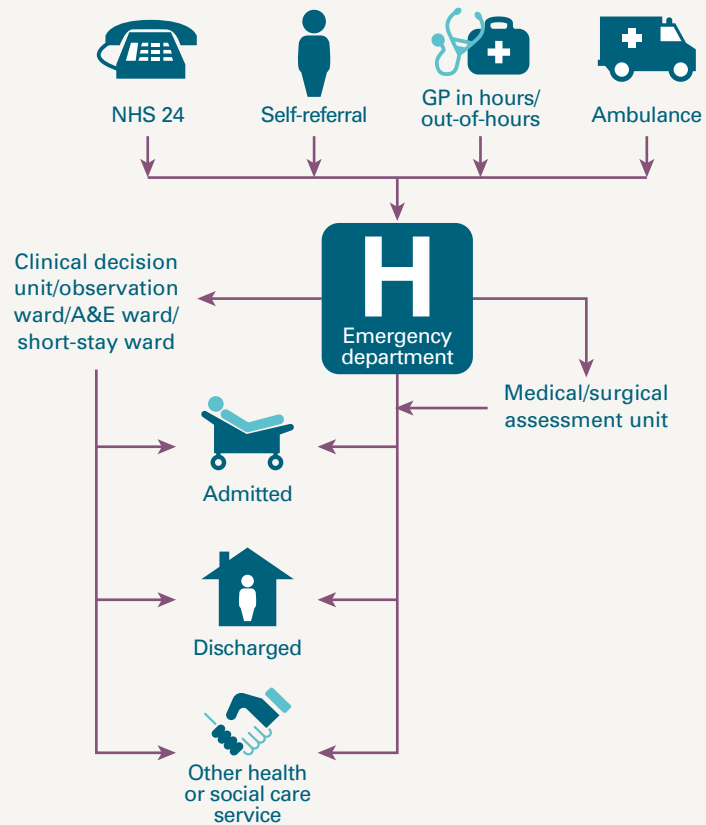 NHS 24
Self-referral
GP in hours/
out-of-hours
Ambulance
Clinical decision
unit/observation
ward/A&E ward/
short-stay ward
H
Emergency
department
Medical/surgical
assessment unit
Admitted
Discharged
Other health
or social care
service